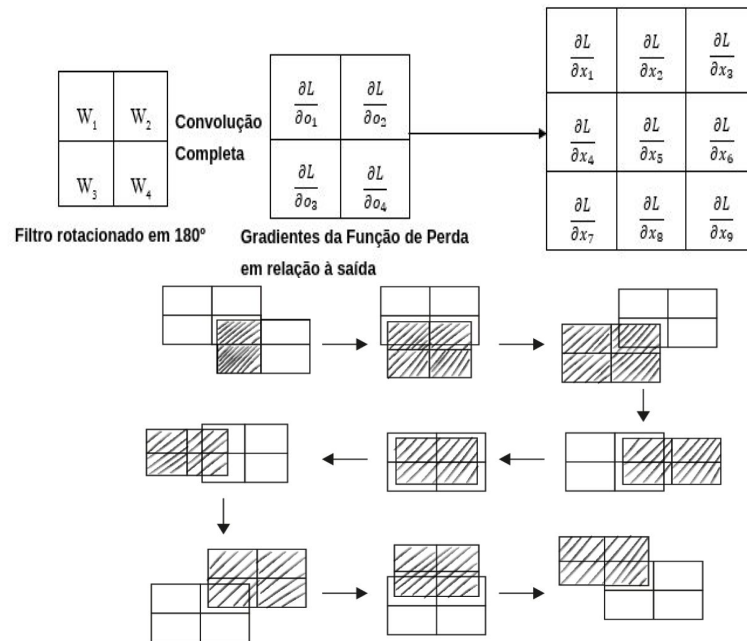 W₁ W₂
W₃ W₄
Filtro rotacionado em 180º
Convolução
Completa
∂L/∂o₁ ∂L/∂o₂
∂L/∂o₃ ∂L/∂o₄
Gradientes da Função de Perda
em relação à saída
∂L/∂x₁ ∂L/∂x₂ ∂L/∂x₃
∂L/∂x₄ ∂L/∂x₅ ∂L/∂x₆
∂L/∂x₇ ∂L/∂x₈ ∂L/∂x₉